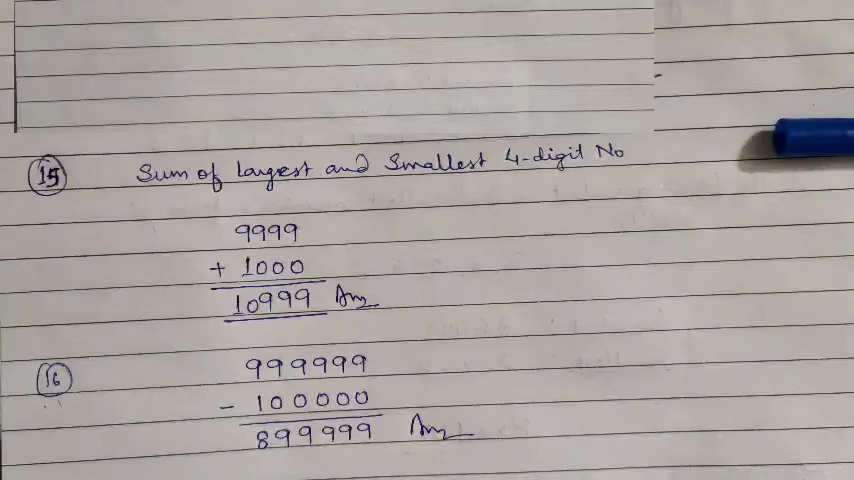 15 Sum of largest and Smallest 4-digit No
9999
+ 1000
10999 Ans
16 999999
- 100000
899999 Ans